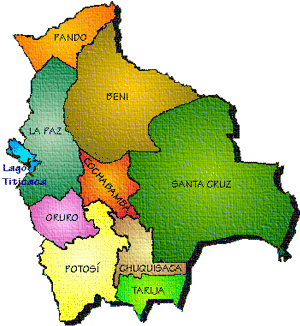 PANDO
BENI
LA PAZ
Lago
Titicaca
COCHABAMBA
SANTA CRUZ
ORURO
POTOSÍ
CHUQUISACA
TARIJA